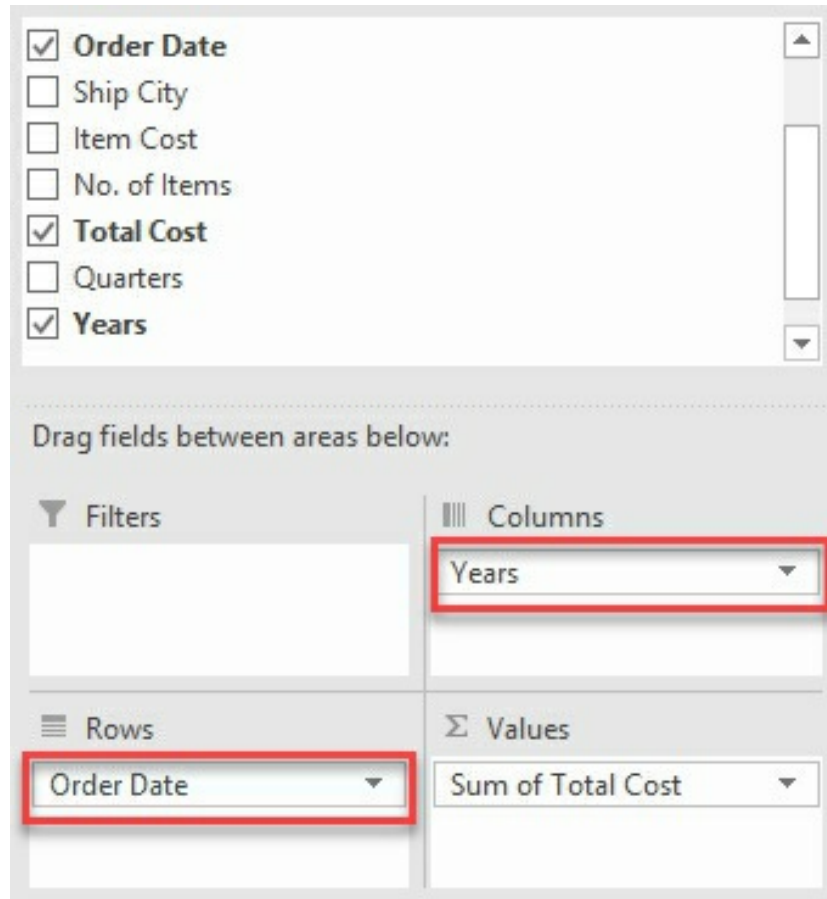 Order Date
Ship City
Item Cost
No. of Items
Total Cost
Quarters
Years
Drag fields between areas below:
Filters
Columns
Years
Rows
Σ Values
Order Date
Sum of Total Cost